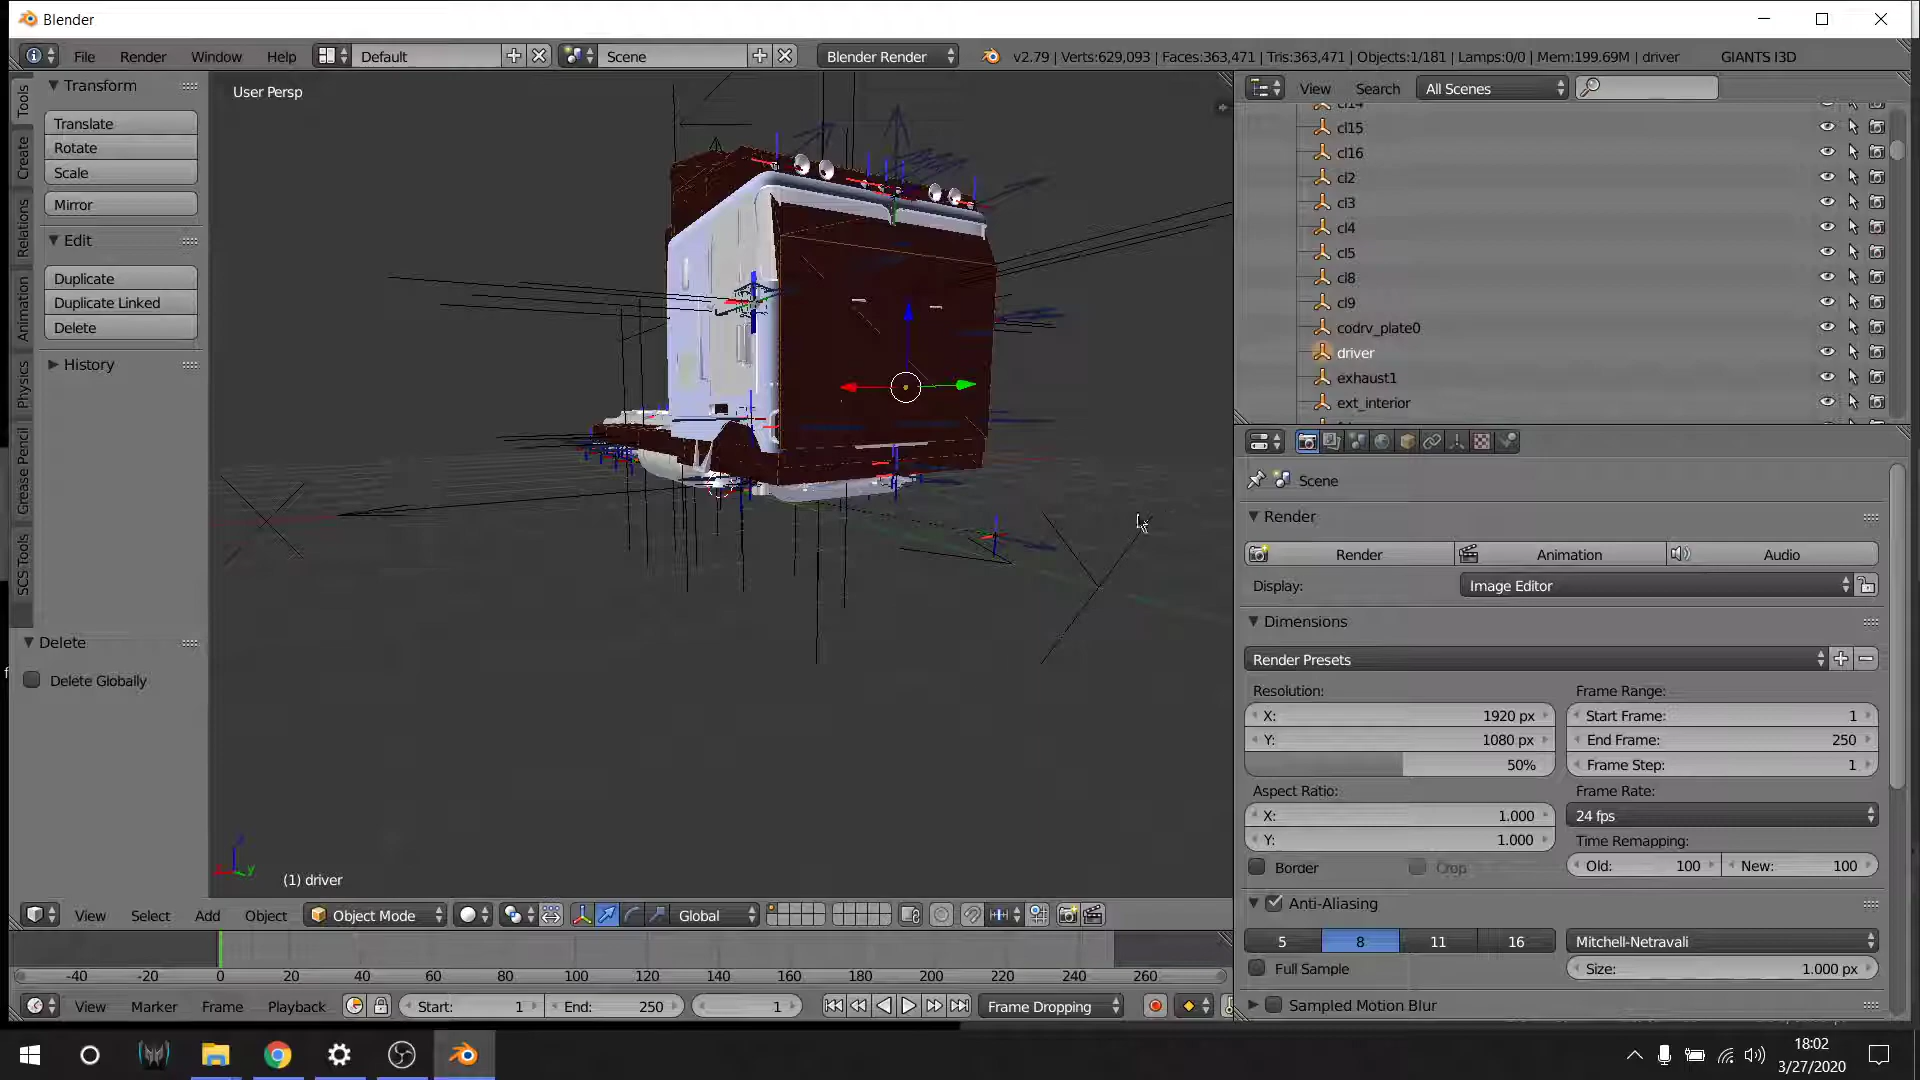 Blender
File Render Window Help Default Scene Blender Render v2.79 | Verts:629,093 | Faces:363,471 | Tris:363,471 | Objects:1/181 | Lamps:0/0 | Mem:199.69M | driver GIANTS I3D
Transform
Translate
Rotate
Scale
Mirror
Edit
Duplicate
Duplicate Linked
Delete
History
Delete
Delete Globally
Tools
Create
Relations
Animation
Physics
Grease Pencil
SCS Tools
User Persp
(1) driver
View Select Add Object Object Mode Global
-40 -20 0 20 40 60 80 100 120 140 160 180 200 220 240 260
View Marker Frame Playback Start: 1 End: 250 1 Frame Dropping
View Search All Scenes
cl14
cl15
cl16
cl2
cl3
cl4
cl5
cl8
cl9
codrv_plate0
driver
exhaust1
ext_interior
Scene
Render
Render Animation Audio
Display: Image Editor
Dimensions
Render Presets
Resolution: Frame Range:
X: 1920 px Start Frame: 1
Y: 1080 px End Frame: 250
50% Frame Step: 1
Aspect Ratio: Frame Rate:
X: 1.000 24 fps
Y: 1.000 Time Remapping:
Border Crop Old: 100 New: 100
Anti-Aliasing
5 8 11 16 Mitchell-Netravali
Full Sample Size: 1.000 px
Sampled Motion Blur
18:02
3/27/2020